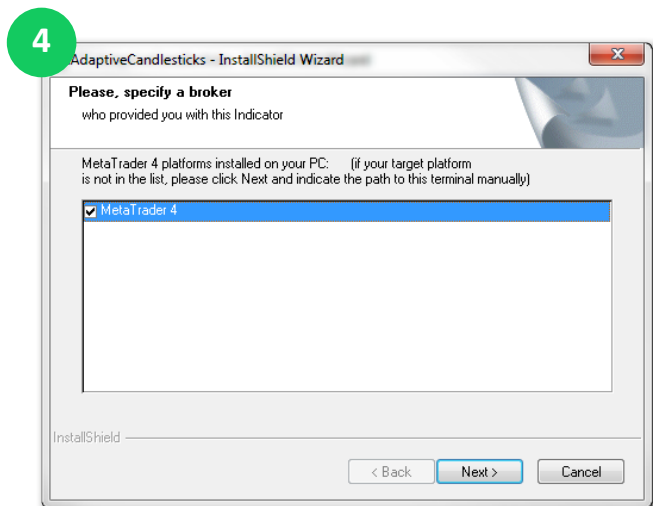 4
AdaptiveCandlesticks - InstallShield Wizard
Please, specify a broker
who provided you with this Indicator
MetaTrader 4 platforms installed on your PC: (if your target platform
is not in the list, please click Next and indicate the path to this terminal manually)
MetaTrader 4
InstallShield
< Back Next > Cancel